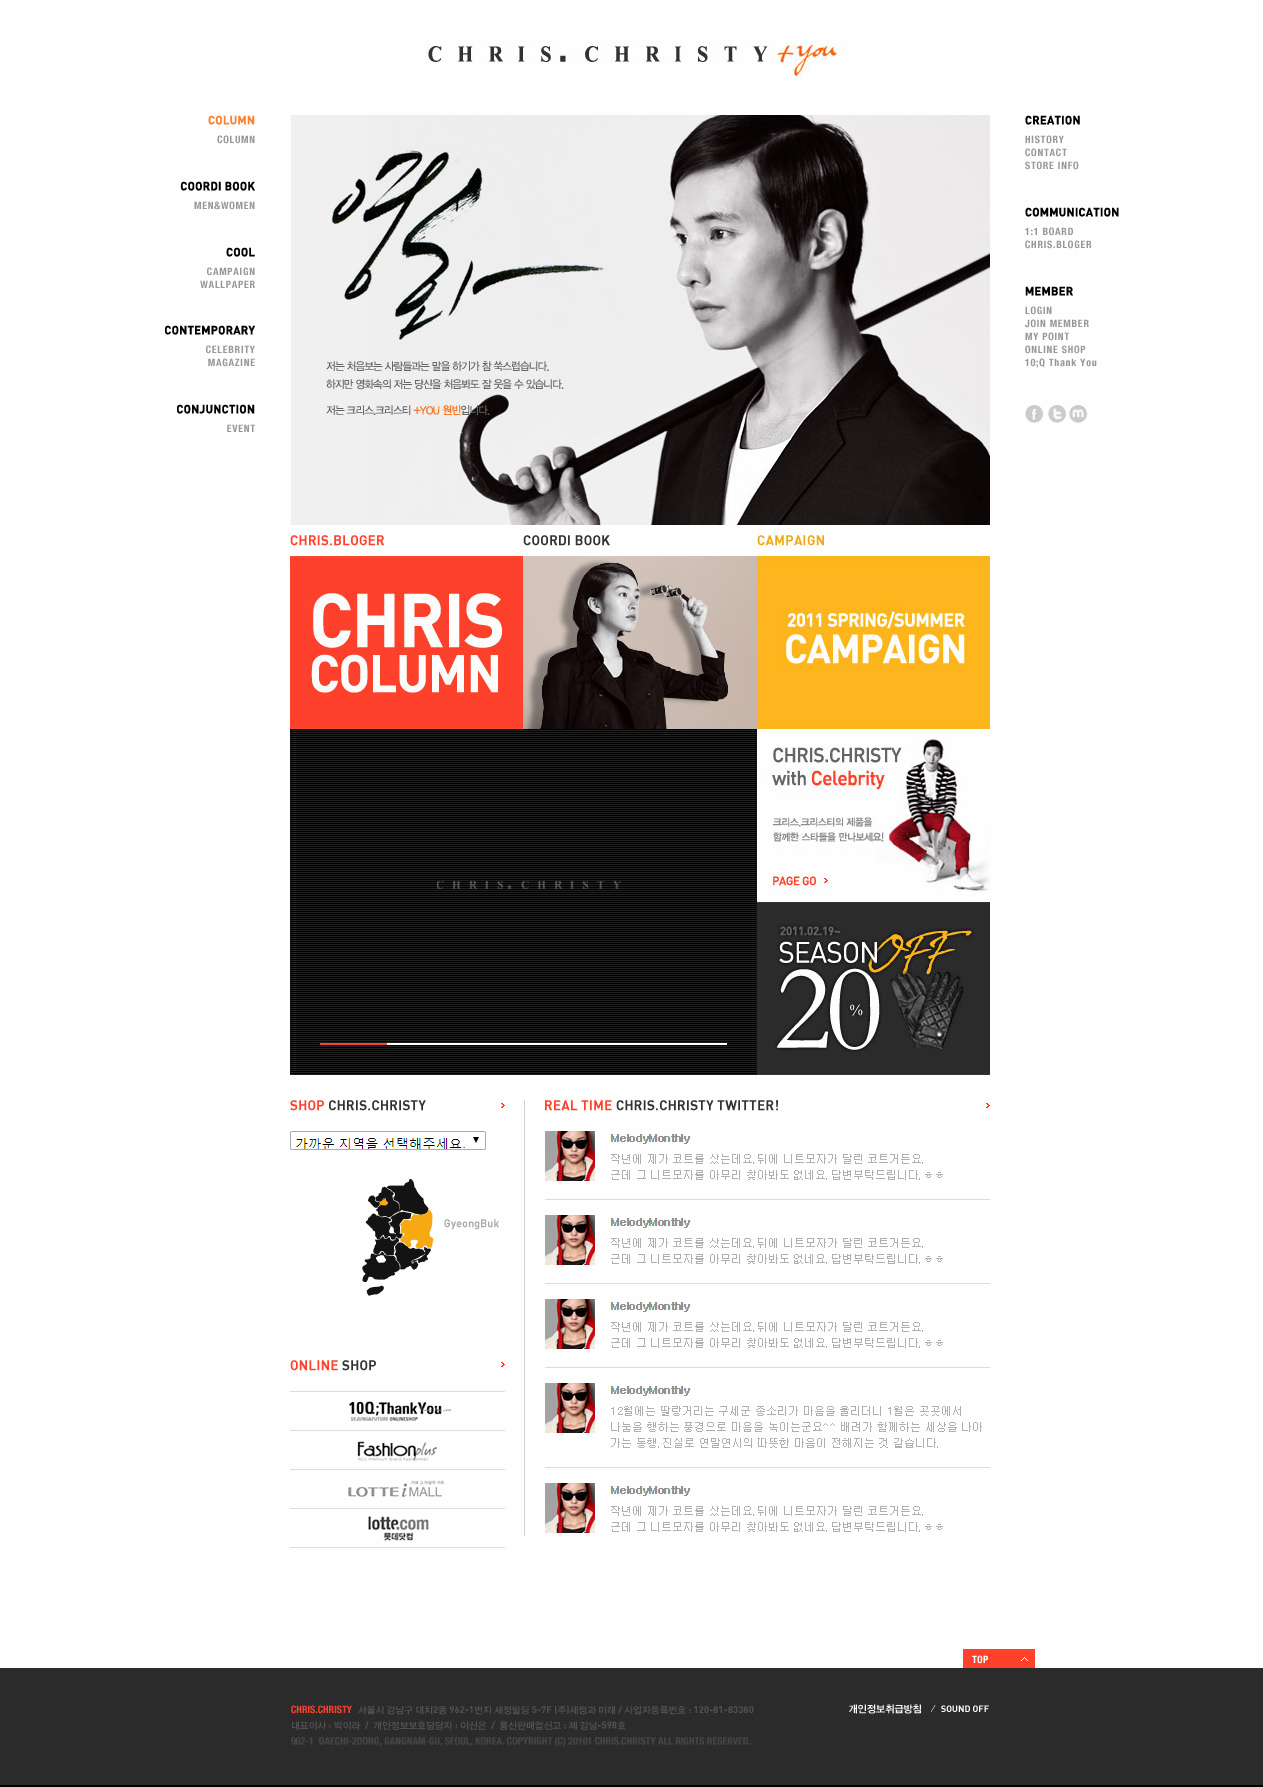 CHRIS.CHRISTY +you
COLUMN
COLUMN
COORDI BOOK
MEN&WOMEN
COOL
CAMPAIGN
WALLPAPER
CONTEMPORARY
CELEBRITY
MAGAZINE
CONJUNCTION
EVENT
영화
저는 처음보는 사람들과는 말을 하기가 참 쑥스럽습니다.
하지만 영화속의 저는 당신을 처음봐도 잘 웃을 수 있습니다.
저는 크리스.크리스티 +YOU 원빈입니다.
CREATION
HISTORY
CONTACT
STORE INFO
COMMUNICATION
1:1 BOARD
CHRIS.BLOGER
MEMBER
LOGIN
JOIN MEMBER
MY POINT
ONLINE SHOP
10;Q Thank You
f t m
CHRIS.BLOGER
COORDI BOOK
CAMPAIGN
CHRIS
COLUMN
2011 SPRING/SUMMER
CAMPAIGN
CHRIS.CHRISTY
CHRIS.CHRISTY
with Celebrity
크리스.크리스티의 제품을
함께한 스타들을 만나보세요!
PAGE GO >
2011.02.19~
SEASON OFF
20%
SHOP CHRIS.CHRISTY >
가까운 지역을 선택해주세요. ▼
GyeongBuk
ONLINE SHOP >
10Q;ThankYou.com
SEJUNG&FUTURE ONLINESHOP
Fashionplus
LOTTE iMALL
lotte.com
롯데닷컴
REAL TIME CHRIS.CHRISTY TWITTER! >
MelodyMonthly
작년에 제가 코트를 샀는데요.뒤에 니트모자가 달린 코트거든요.
근데 그 니트모자를 아무리 찾아봐도 없네요. 답변부탁드립니다. ㅎㅎ
MelodyMonthly
작년에 제가 코트를 샀는데요.뒤에 니트모자가 달린 코트거든요.
근데 그 니트모자를 아무리 찾아봐도 없네요. 답변부탁드립니다. ㅎㅎ
MelodyMonthly
작년에 제가 코트를 샀는데요.뒤에 니트모자가 달린 코트거든요.
근데 그 니트모자를 아무리 찾아봐도 없네요. 답변부탁드립니다. ㅎㅎ
MelodyMonthly
12월에는 딸랑거리는 구세군 종소리가 마음을 울리더니 1월은 곳곳에서
나눔을 행하는 풍경으로 마음을 녹이는군요^^ 배려가 함께하는 세상을 나아
가는 동행.진실로 연말연시의 따뜻한 마음이 전해지는 것 같습니다.
MelodyMonthly
작년에 제가 코트를 샀는데요.뒤에 니트모자가 달린 코트거든요.
근데 그 니트모자를 아무리 찾아봐도 없네요. 답변부탁드립니다. ㅎㅎ
TOP
CHRIS.CHRISTY 서울시 강남구 대치2동 962-1번지 세정빌딩 5-7F (주)세정과 미래 / 사업자등록번호 : 120-81-83380
대표이사 : 박이라 / 개인정보보호담당자 : 이신은 / 통신판매업신고 : 제 강남-598호
962-1 DAECHI-2DONG, GANGNAM-GU, SEOUL, KOREA. COPYRIGHT (C) 20101 CHRIS.CHRISTY ALL RIGHTS RESERVED.
개인정보취급방침 / SOUND OFF